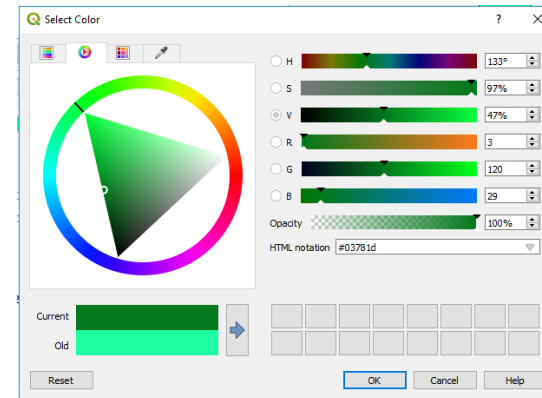 Select Color
?
H 133°
S 97%
V 47%
R 3
G 120
B 29
Opacity 100%
HTML notation #03781d
Current
Old
Reset OK Cancel Help